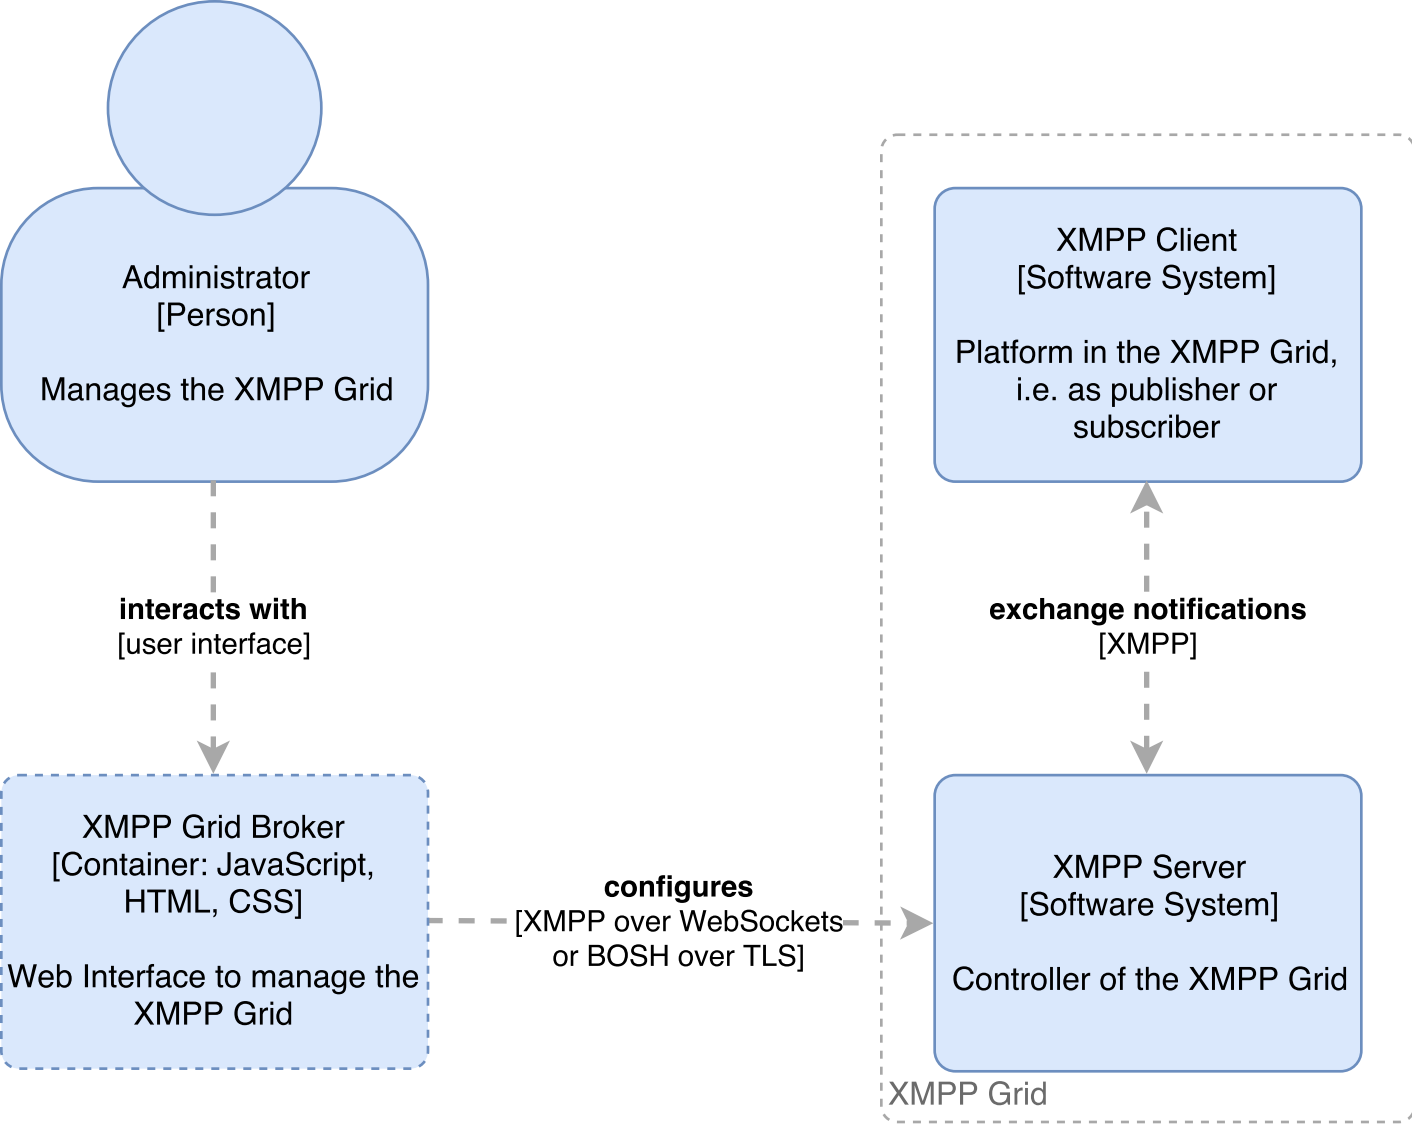 Administrator
[Person]
Manages the XMPP Grid
interacts with
[user interface]
XMPP Grid Broker
[Container: JavaScript,
HTML, CSS]
Web Interface to manage the
XMPP Grid
configures
[XMPP over WebSockets
or BOSH over TLS]
XMPP Client
[Software System]
Platform in the XMPP Grid,
i.e. as publisher or
subscriber
exchange notifications
[XMPP]
XMPP Server
[Software System]
Controller of the XMPP Grid
XMPP Grid